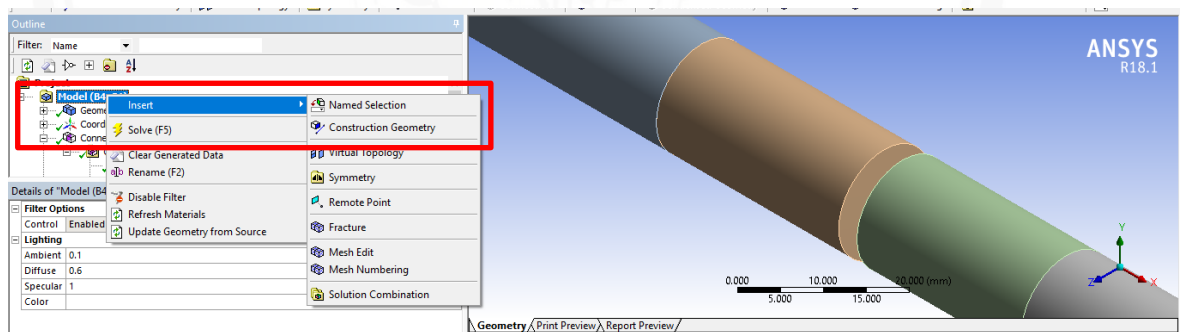 Outline
Filter: Name
Model (B4
Insert
Named Selection
Geome
Construction Geometry
Coord
Solve (F5)
Conne
Clear Generated Data
Virtual Topology
Rename (F2)
Symmetry
Details of "Model (B4
Disable Filter
Remote Point
Filter Options
Refresh Materials
Control Enabled
Update Geometry from Source
Fracture
Lighting
Ambient 0.1
Mesh Edit
Diffuse 0.6
Mesh Numbering
Specular 1
Solution Combination
Color
ANSYS
R18.1
Y
Z
X
0.000 10.000 20.000 (mm)
5.000 15.000
Geometry Print Preview Report Preview